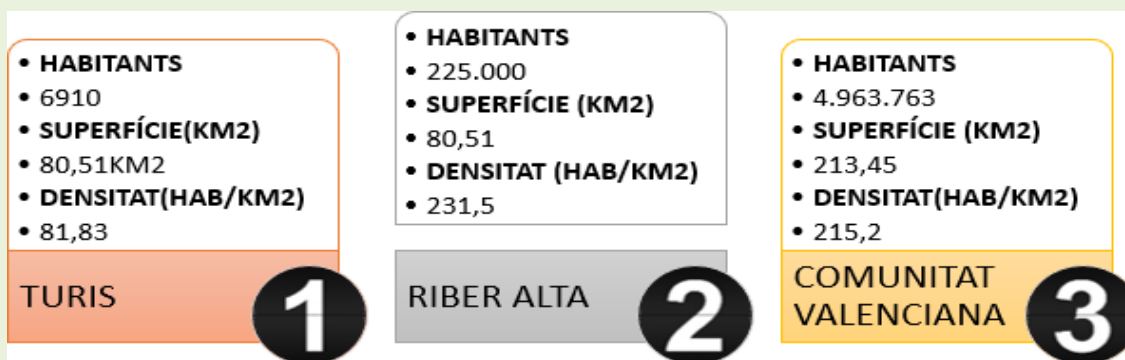 • HABITANTS
• 6910
• SUPERFÍCIE(KM2)
• 80,51KM2
• DENSITAT(HAB/KM2)
• 81,83
TURIS
1
• HABITANTS
• 225.000
• SUPERFÍCIE (KM2)
• 80,51
• DENSITAT (HAB/KM2)
• 231,5
RIBER ALTA
2
• HABITANTS
• 4.963.763
• SUPERFÍCIE (KM2)
• 213,45
• DENSITAT(HAB/KM2)
• 215,2
COMUNITAT
VALENCIANA
3